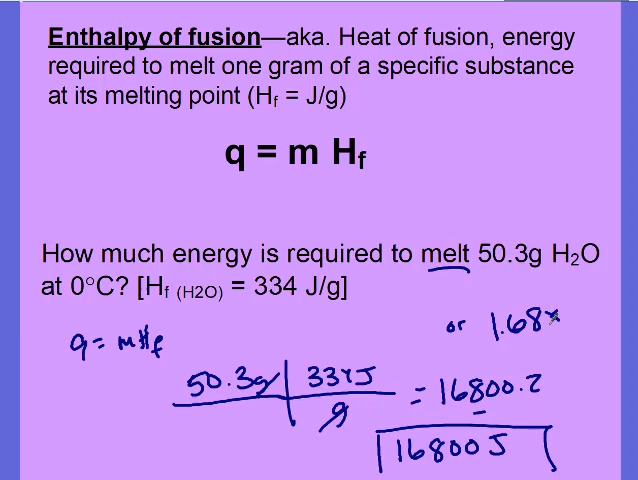 Enthalpy of fusion—aka. Heat of fusion, energy
required to melt one gram of a specific substance
at its melting point (Hf = J/g)
q = m Hf
How much energy is required to melt 50.3g H2O
at 0°C? [Hf (H2O) = 334 J/g]
q = mHf
or 1.68x
50.3g | 334J
g
= 16800.2
16800 J